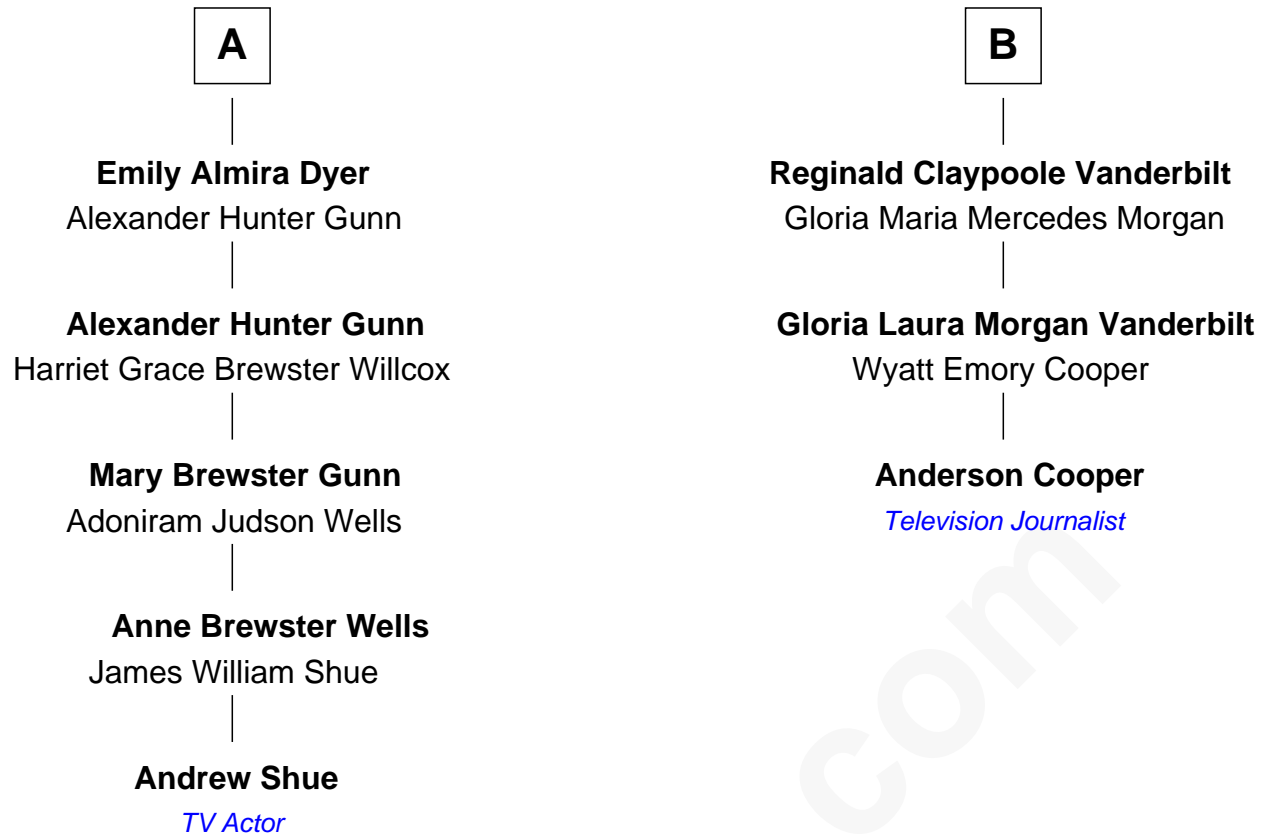 A
Emily Almira Dyer
Alexander Hunter Gunn
Alexander Hunter Gunn
Harriet Grace Brewster Willcox
Mary Brewster Gunn
Adoniram Judson Wells
Anne Brewster Wells
James William Shue
Andrew Shue
TV Actor
B
Reginald Claypoole Vanderbilt
Gloria Maria Mercedes Morgan
Gloria Laura Morgan Vanderbilt
Wyatt Emory Cooper
Anderson Cooper
Television Journalist
com